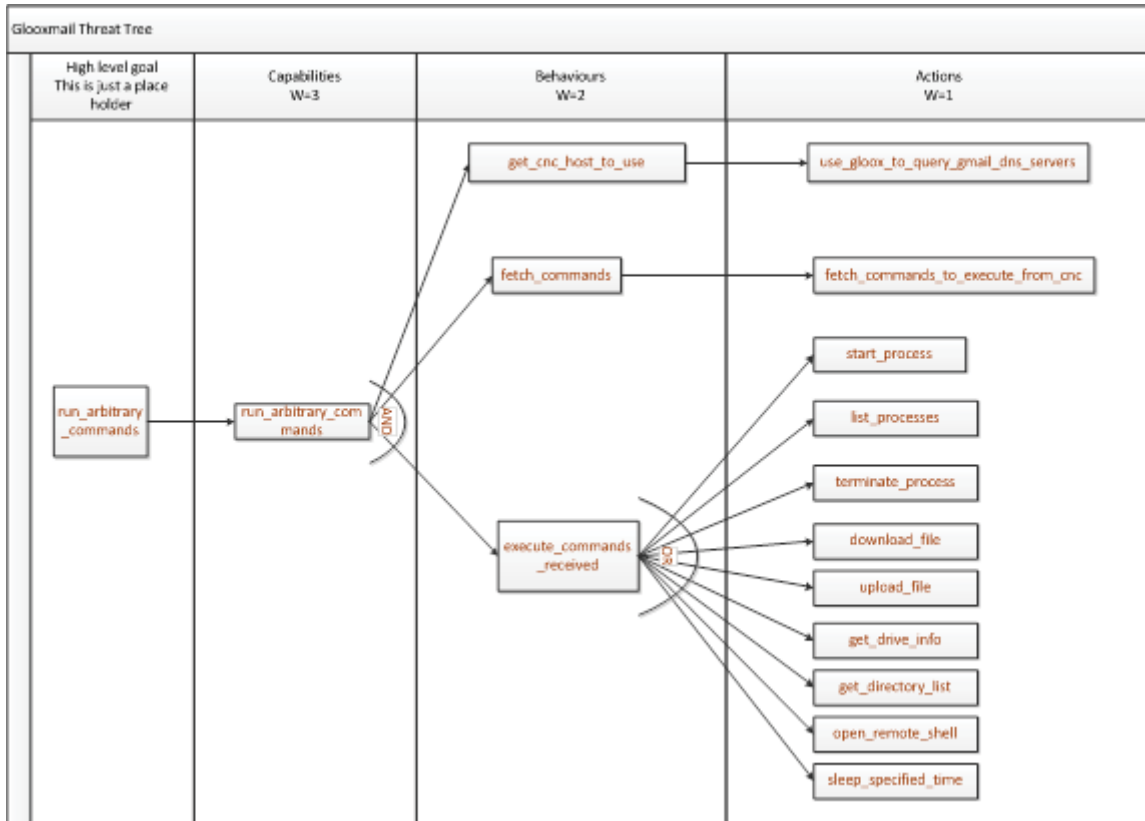 Glooxmail Threat Tree
High level goal
This is just a place
holder
Capabilities
W=3
Behaviours
W=2
Actions
W=1
get_cnc_host_to_use
use_gloox_to_query_gmail_dns_servers
fetch_commands
fetch_commands_to_execute_from_cnc
start_process
run_arbitrary
_commands
run_arbitrary_com
mands
AND
list_processes
terminate_process
execute_commands
_received
OR
download_file
upload_file
get_drive_info
get_directory_list
open_remote_shell
sleep_specified_time